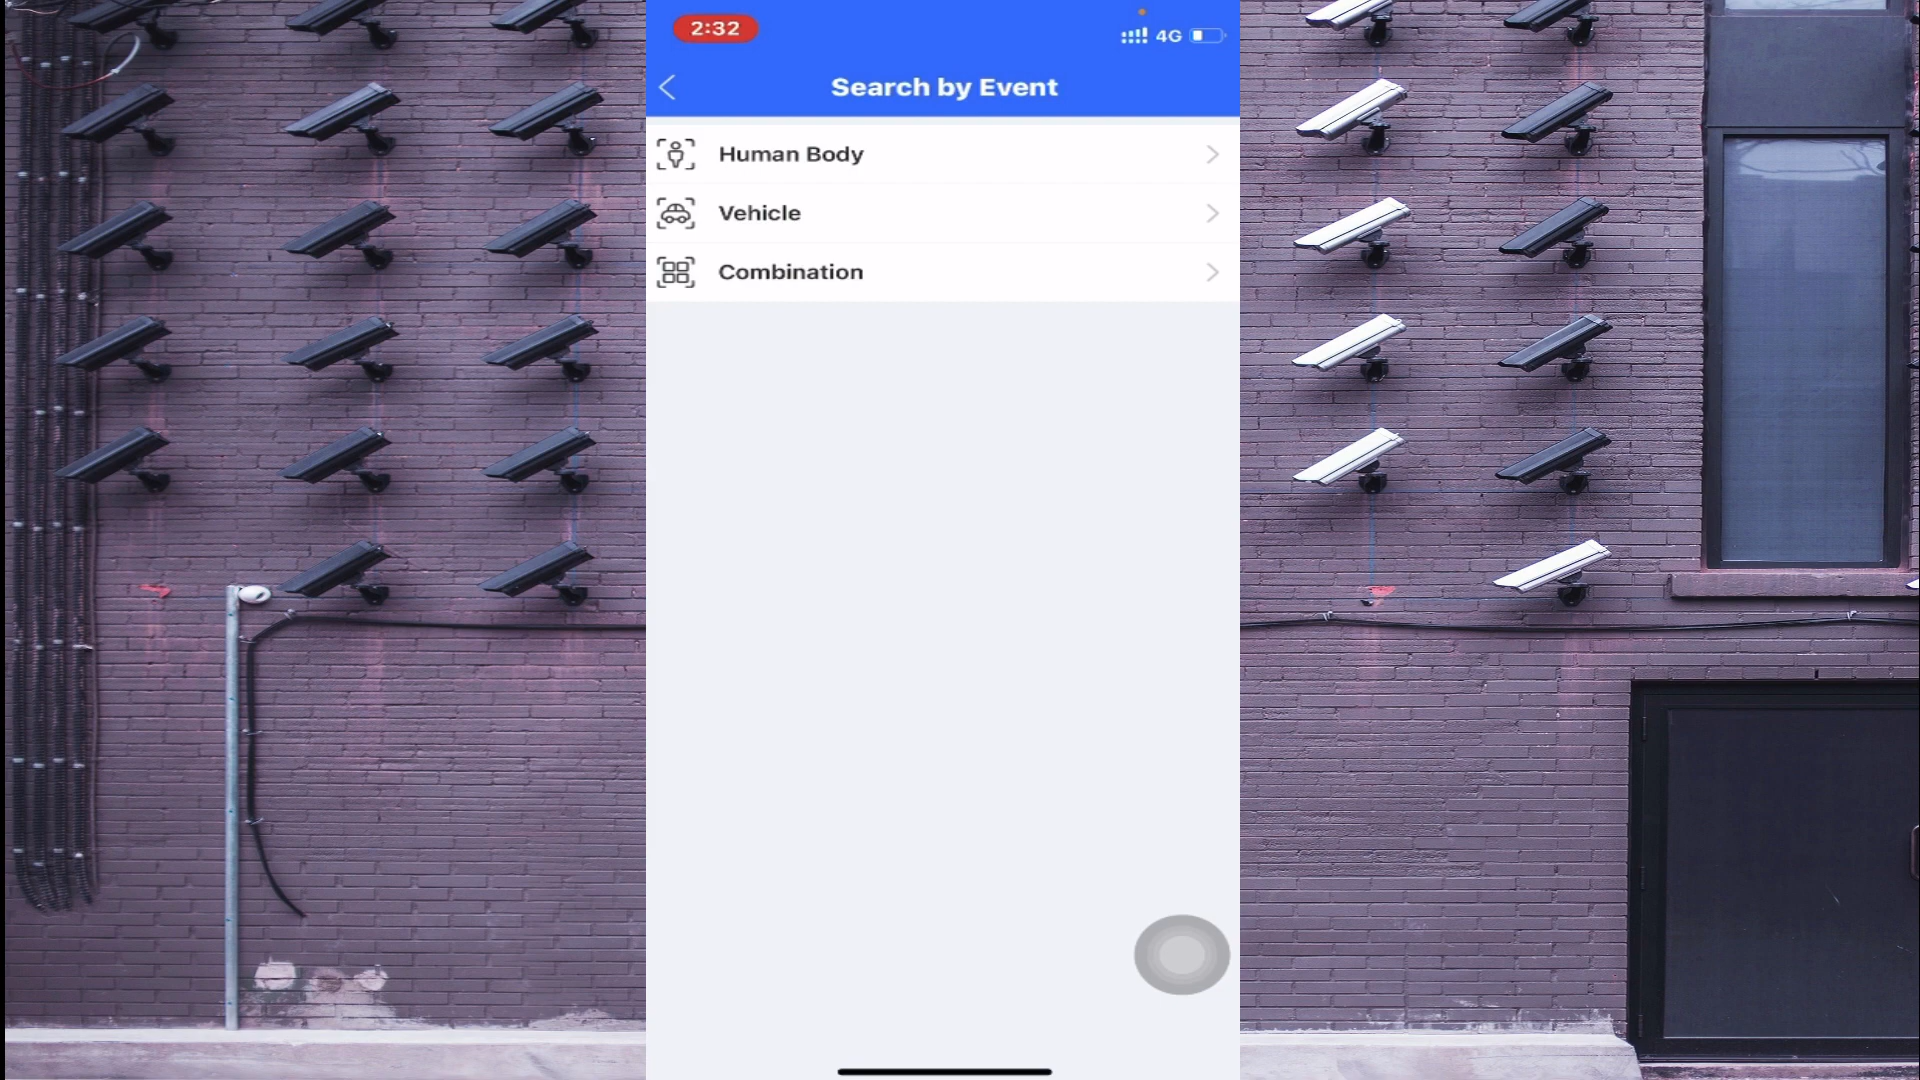 2:32
4G
Search by Event
Human Body
Vehicle
Combination